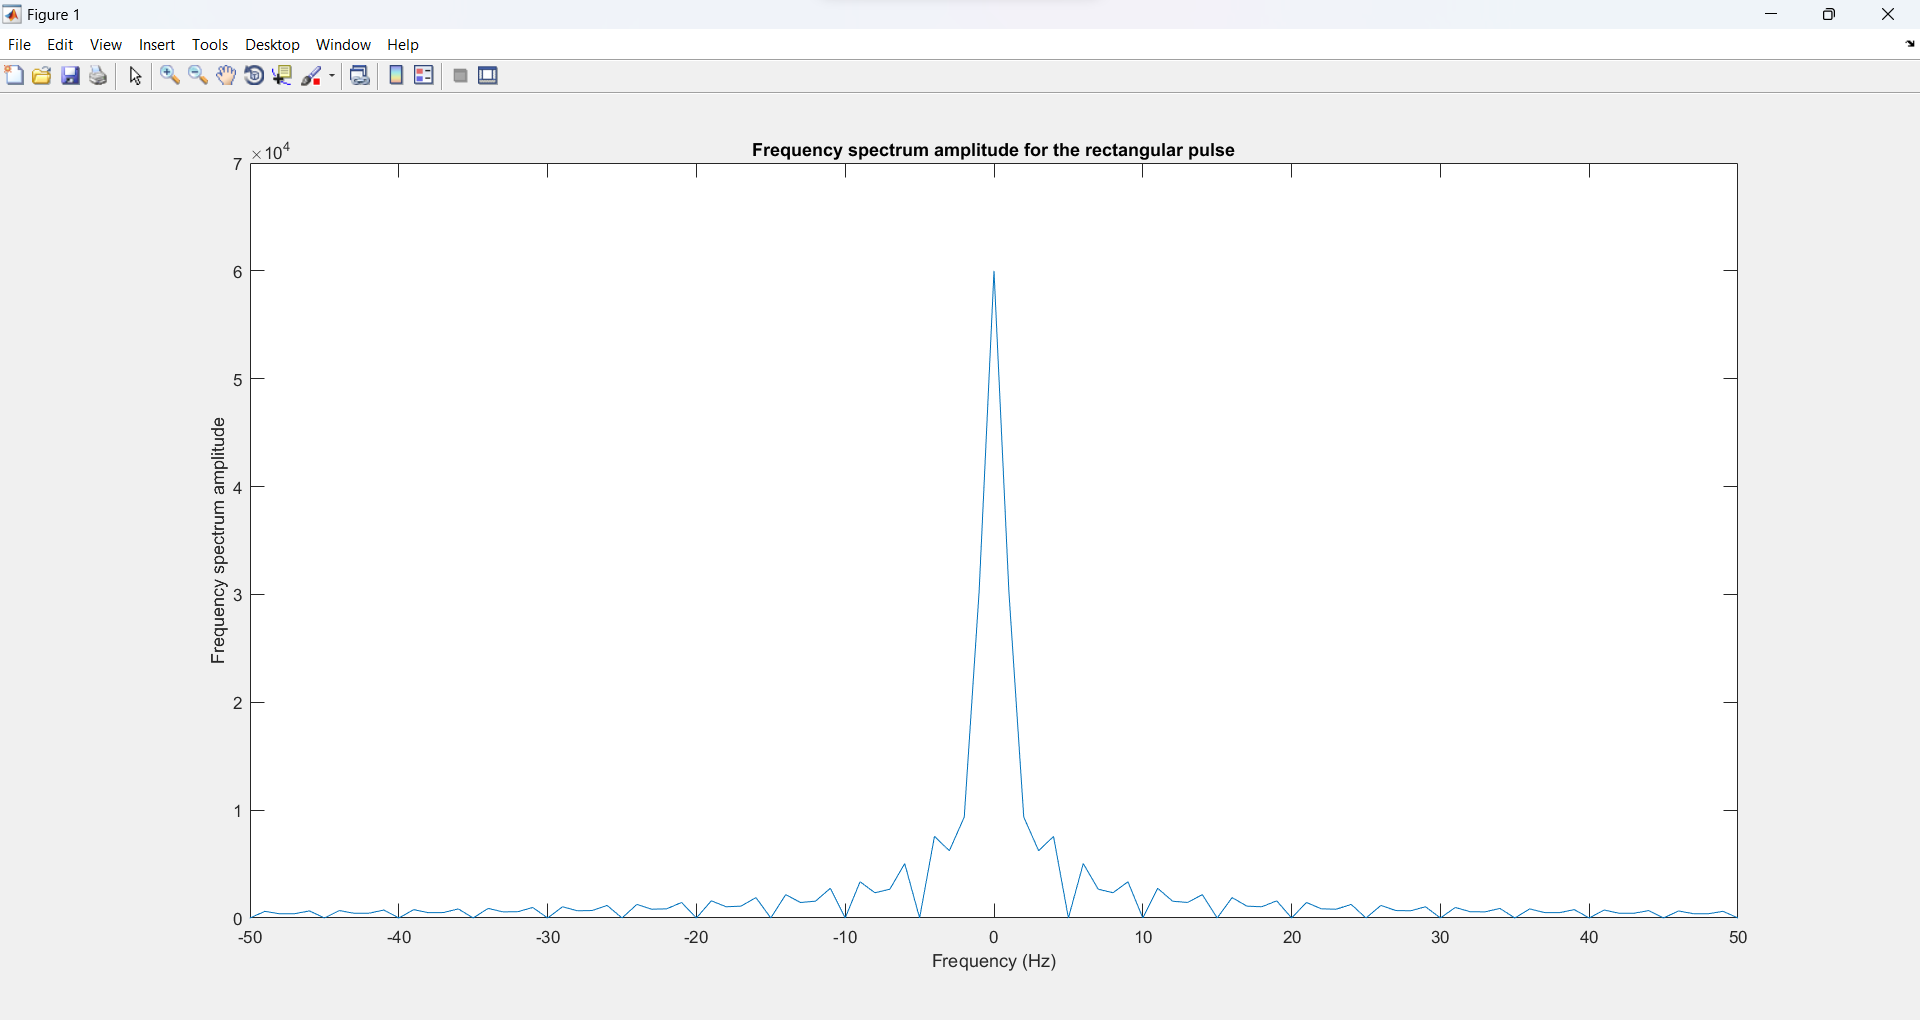 Figure 1
File Edit View Insert Tools Desktop Window Help
Frequency spectrum amplitude for the rectangular pulse
×10⁴
7
6
5
4
3
2
1
0
Frequency spectrum amplitude
-50 -40 -30 -20 -10 0 10 20 30 40 50
Frequency (Hz)